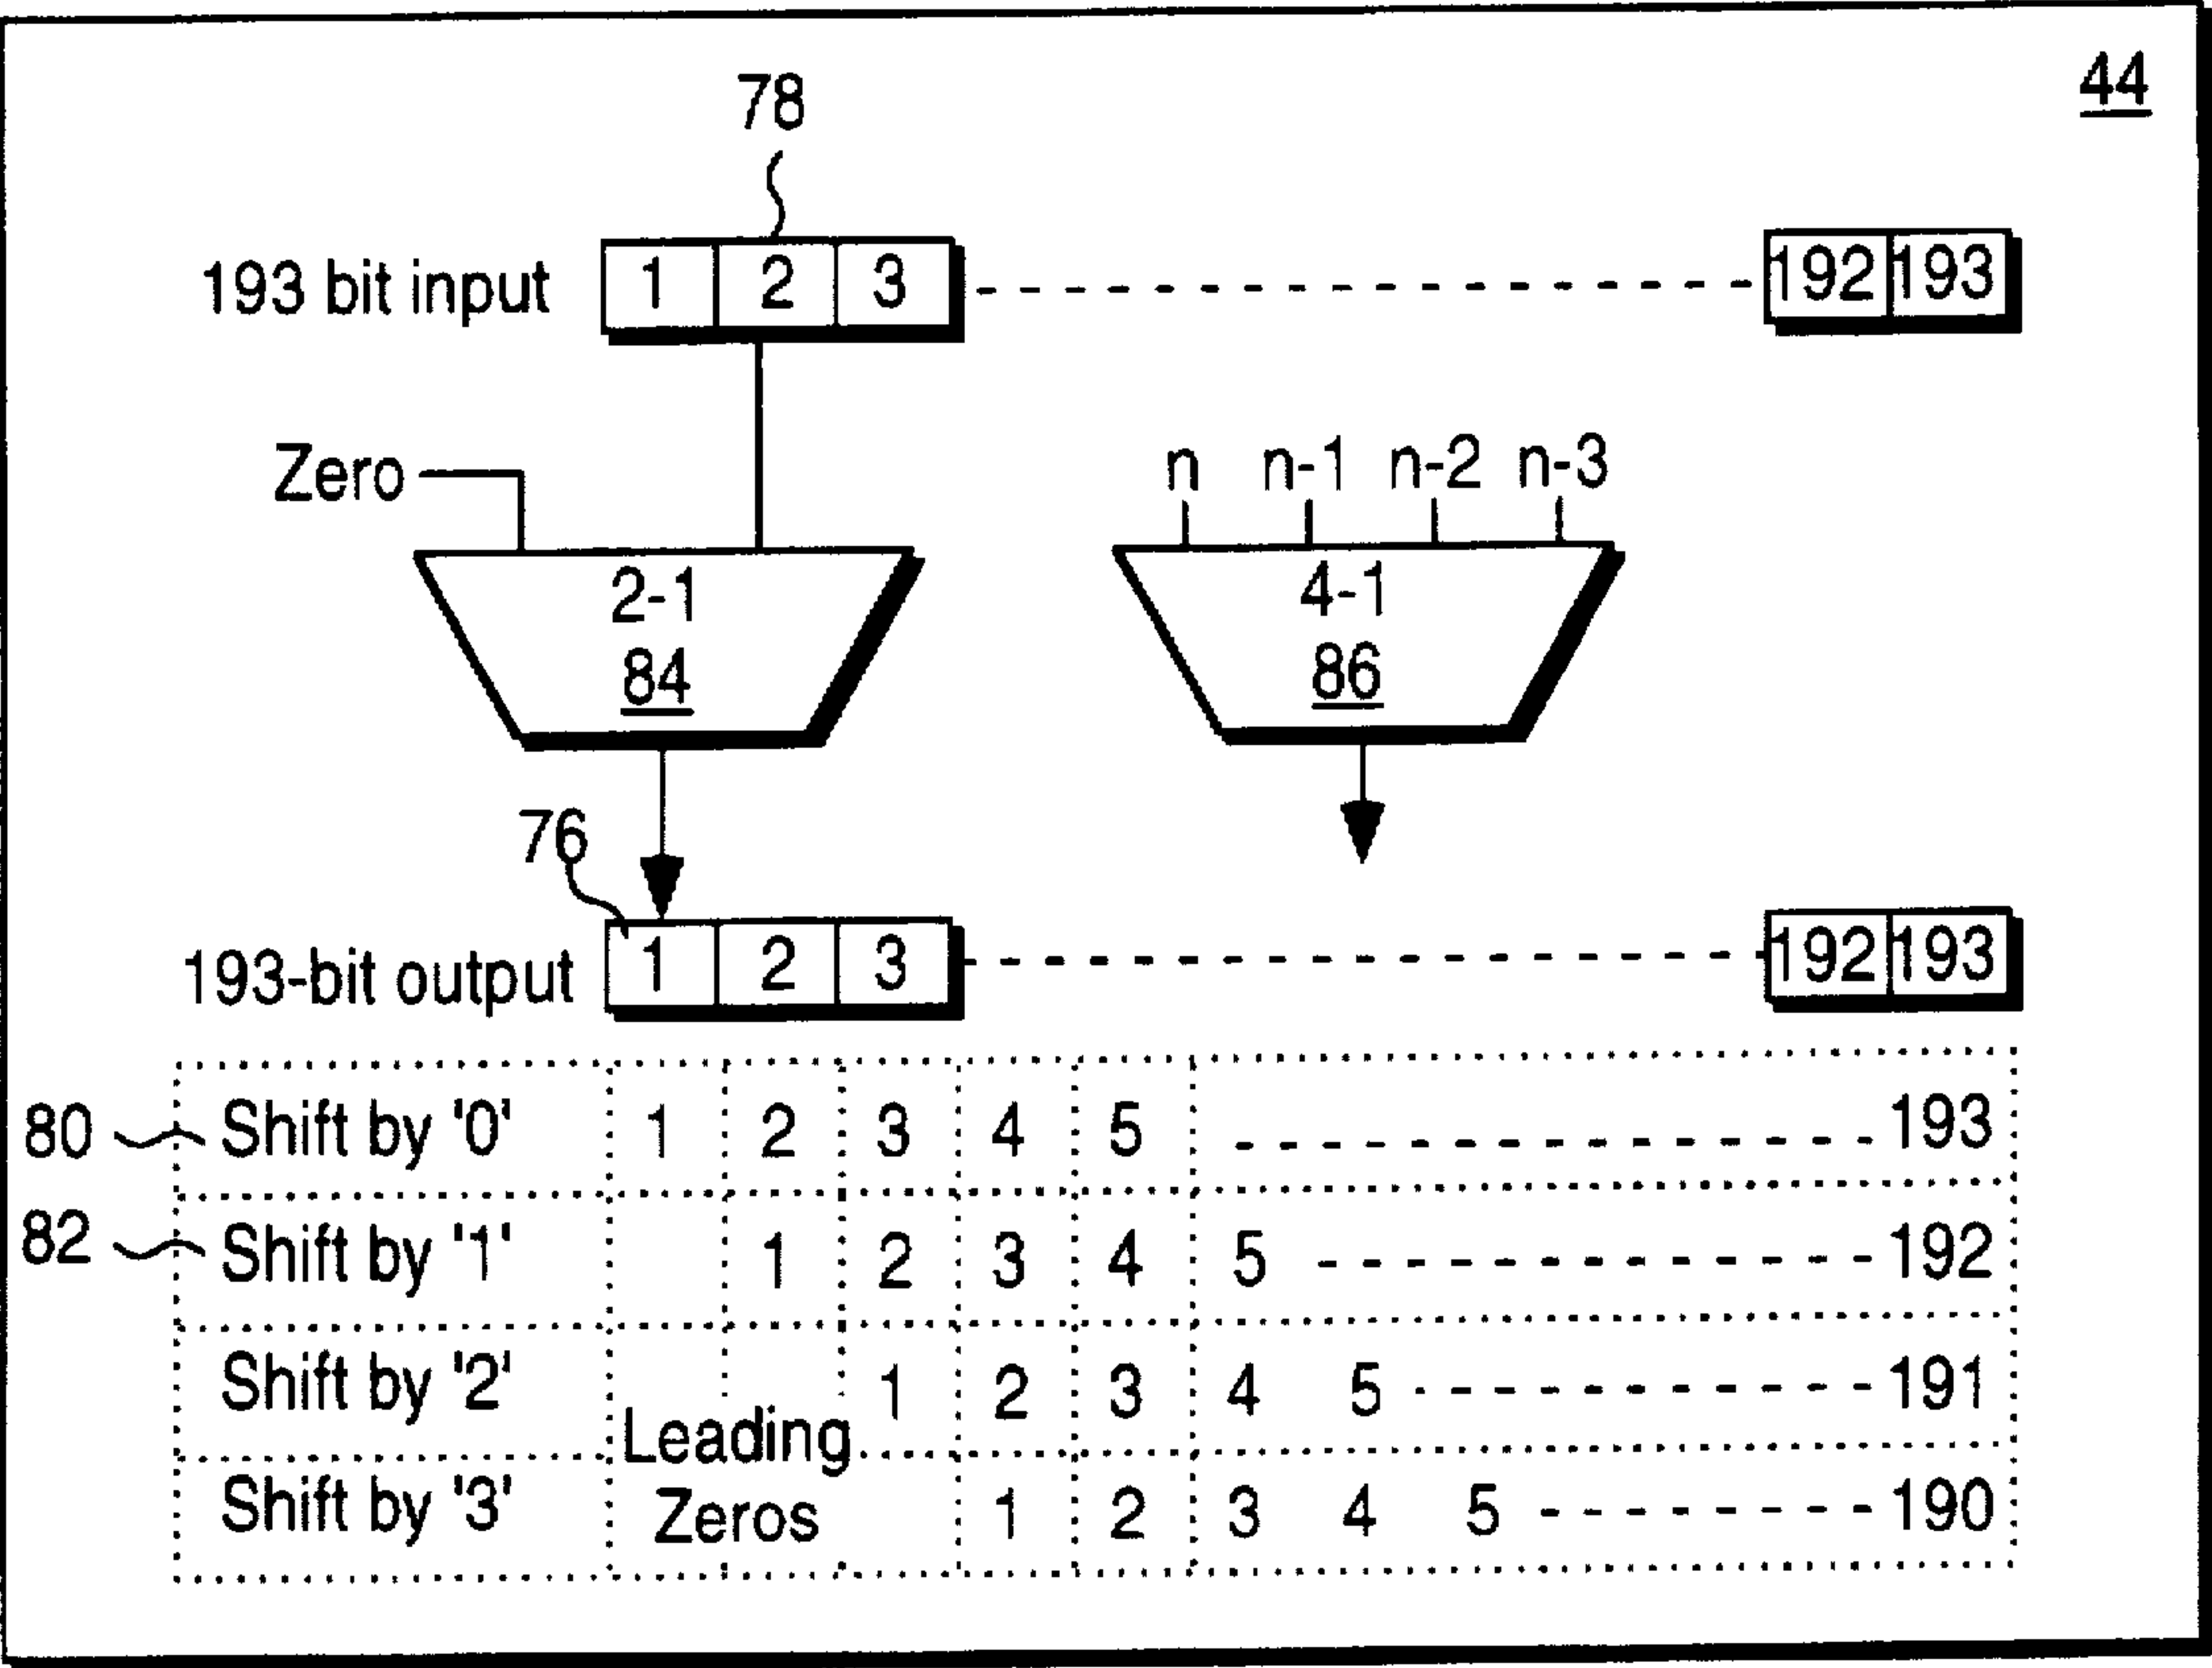 44
78
193 bit input 1 2 3 192 193
Zero n n-1 n-2 n-3
2-1 4-1
84 86
76
193-bit output 1 2 3 192 193
80 Shift by '0' 1 2 3 4 5 193
82 Shift by '1' 1 2 3 4 5 192
Shift by '2' 1 2 3 4 5 191
Leading
Shift by '3' Zeros 1 2 3 4 5 190